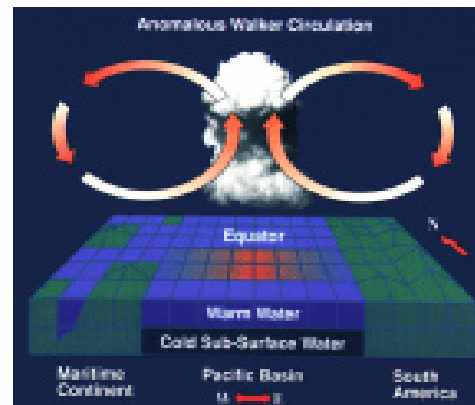 Anomalous Walker Circulation
N
Equator
Warm Water
Cold Sub-Surface Water
Maritime
Continent
Pacific Basin
South
America
W
E